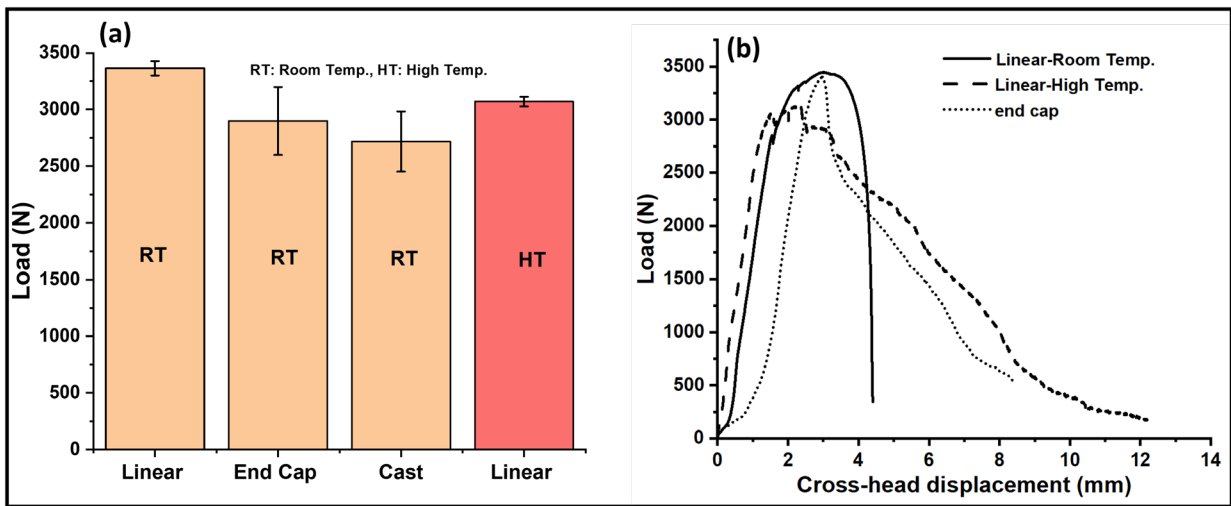 (a)
RT: Room Temp., HT: High Temp.
Load (N)
3500
3000
2500
2000
1500
1000
500
0
RT
RT
RT
HT
Linear
End Cap
Cast
Linear
(b)
Linear-Room Temp.
Linear-High Temp.
end cap
Load (N)
3500
3000
2500
2000
1500
1000
500
0
0 2 4 6 8 10 12 14
Cross-head displacement (mm)